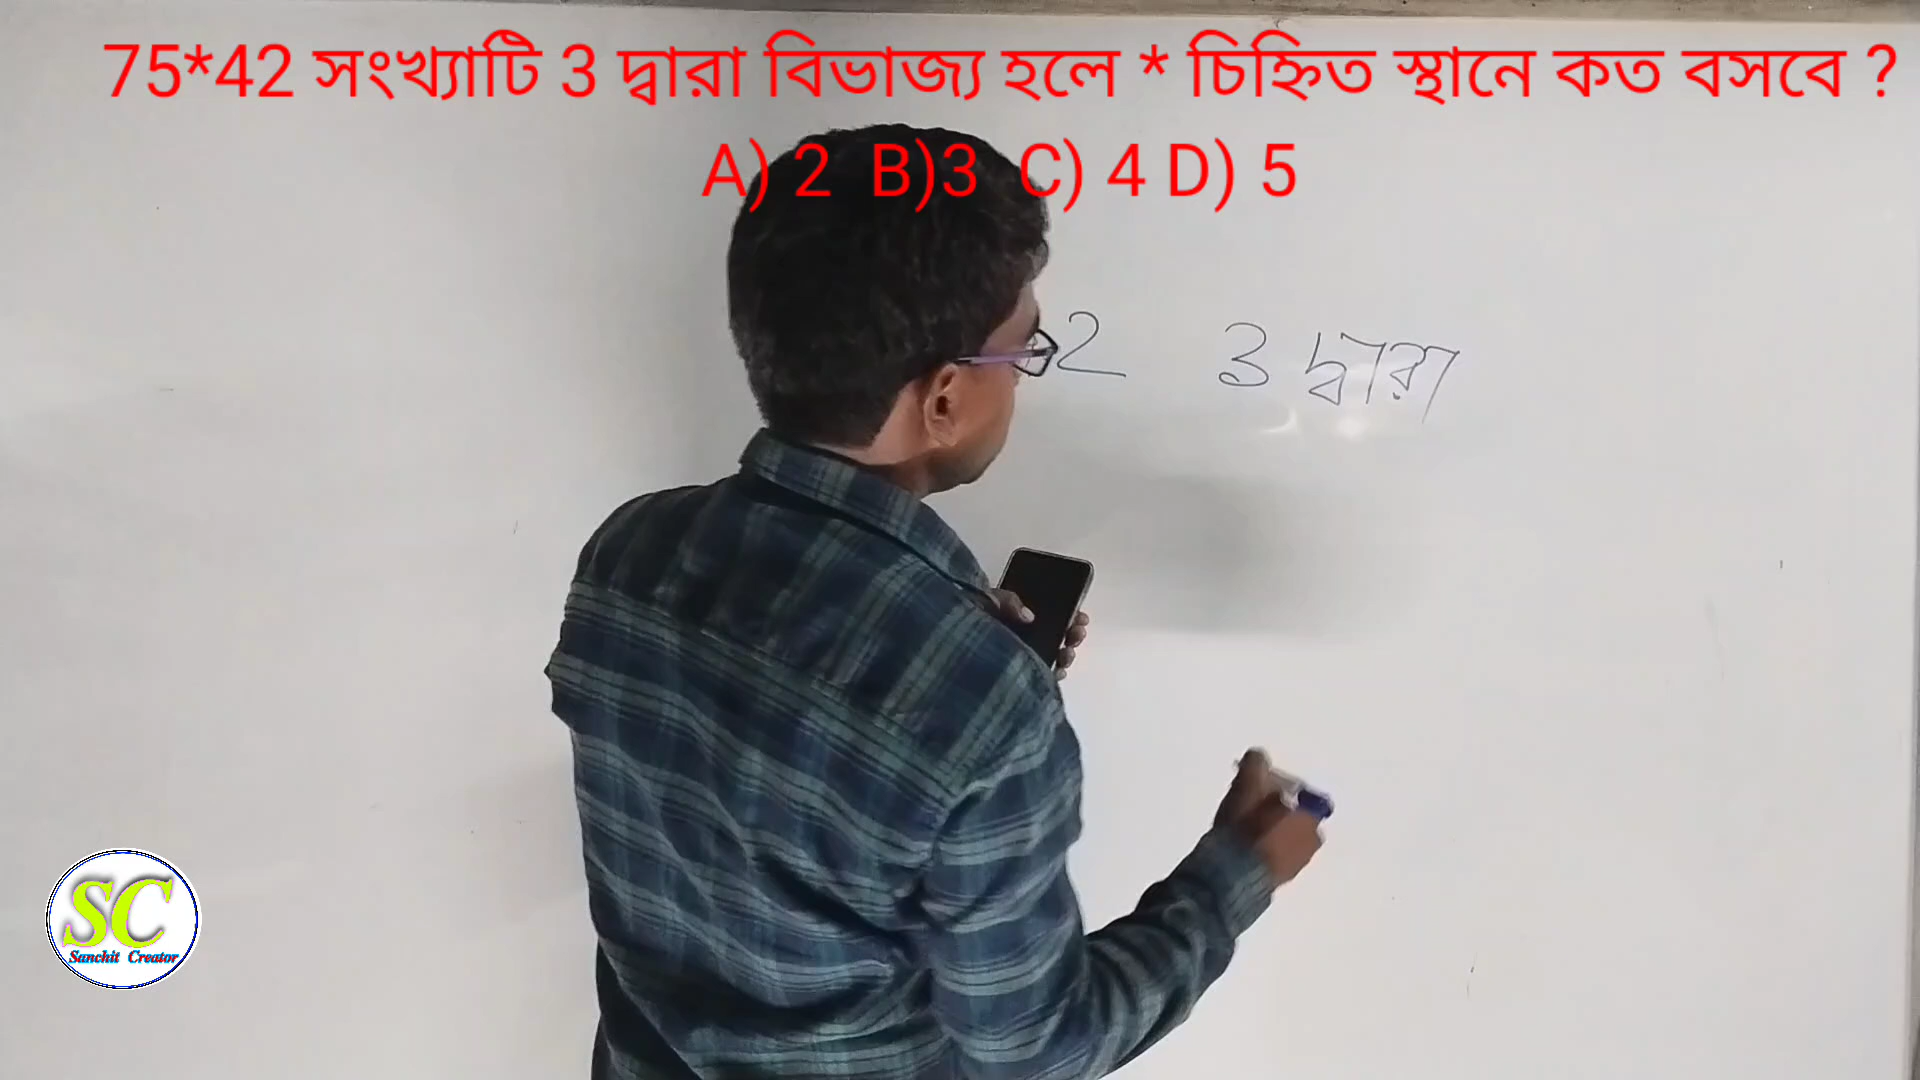 75*42 সংখ্যাটি 3 দ্বারা বিভাজ্য হলে * চিহ্নিত স্থানে কত বসবে ?
A) 2 B)3 C) 4 D) 5
2 3 দ্বারা
SC
Sanchit Creator